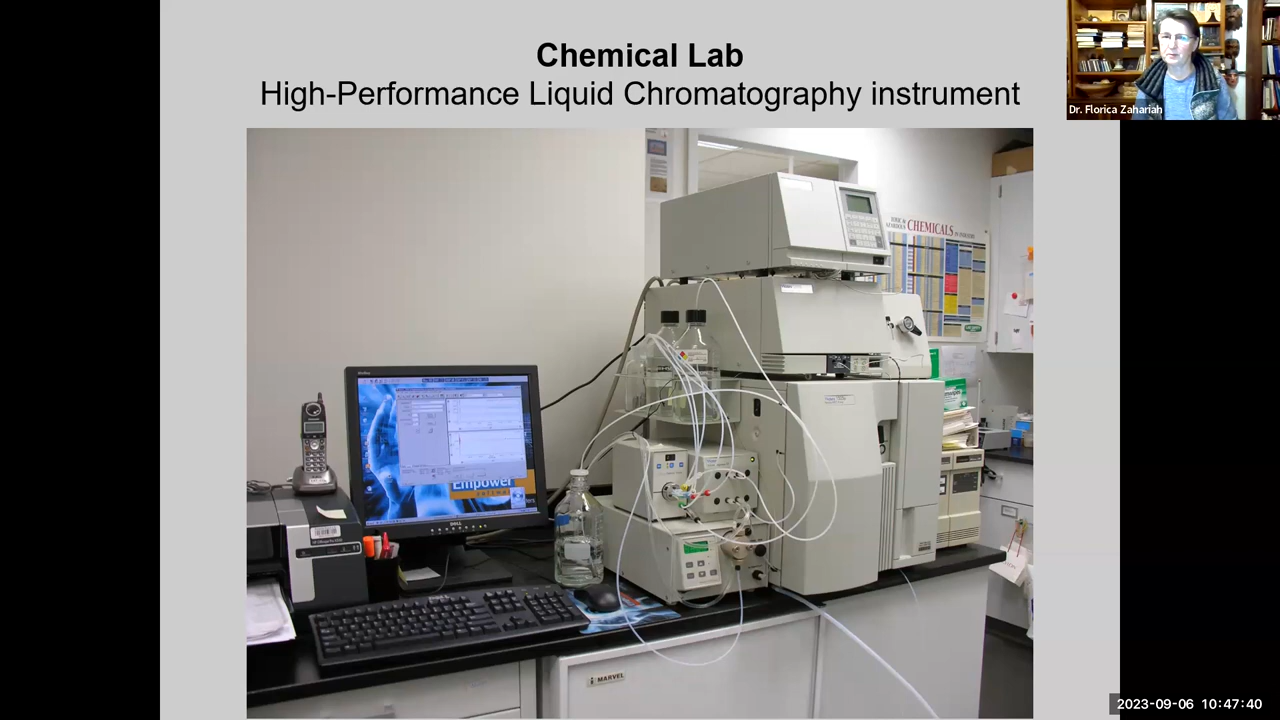 Chemical Lab
High-Performance Liquid Chromatography instrument
Dr. Florica Zahariah
CHEMICALS
Empower
DELL
MARVEL
2023-09-06 10:47:40